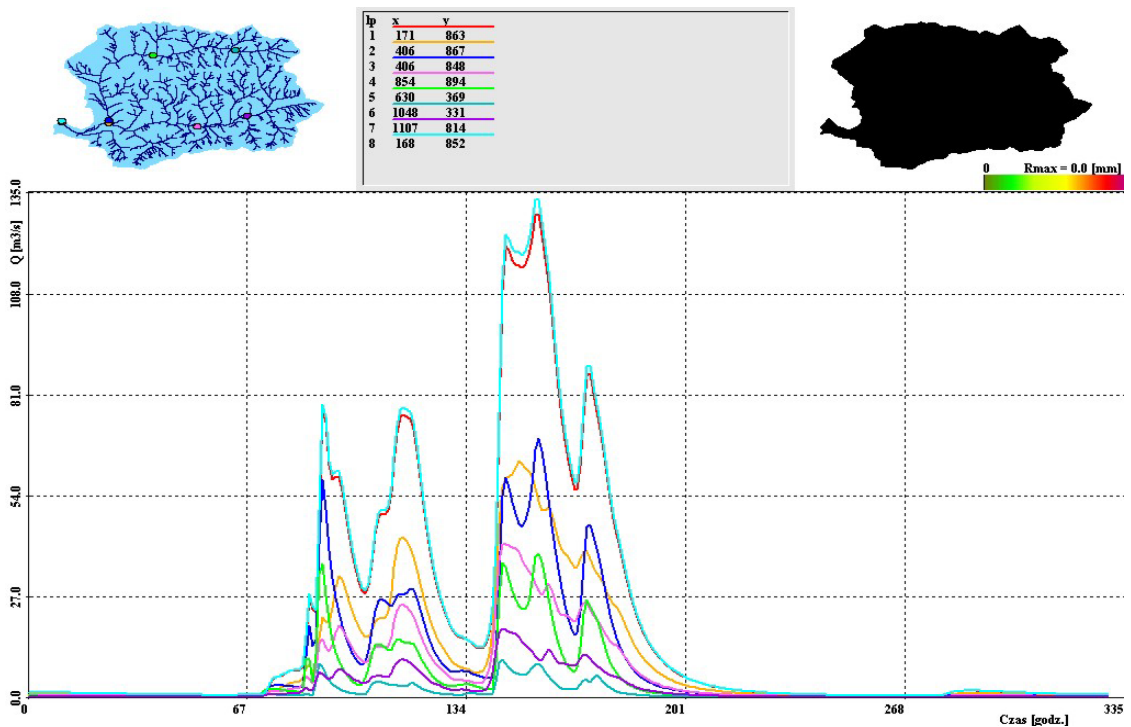 lp x y
1 171 863
2 406 867
3 406 848
4 854 894
5 630 369
6 1048 331
7 1107 814
8 168 852
0 Rmax = 0.0 [mm]
Q [m3/s]
135.0
108.0
81.0
54.0
27.0
0.0
67 134 201 268 335
Czas [godz.]